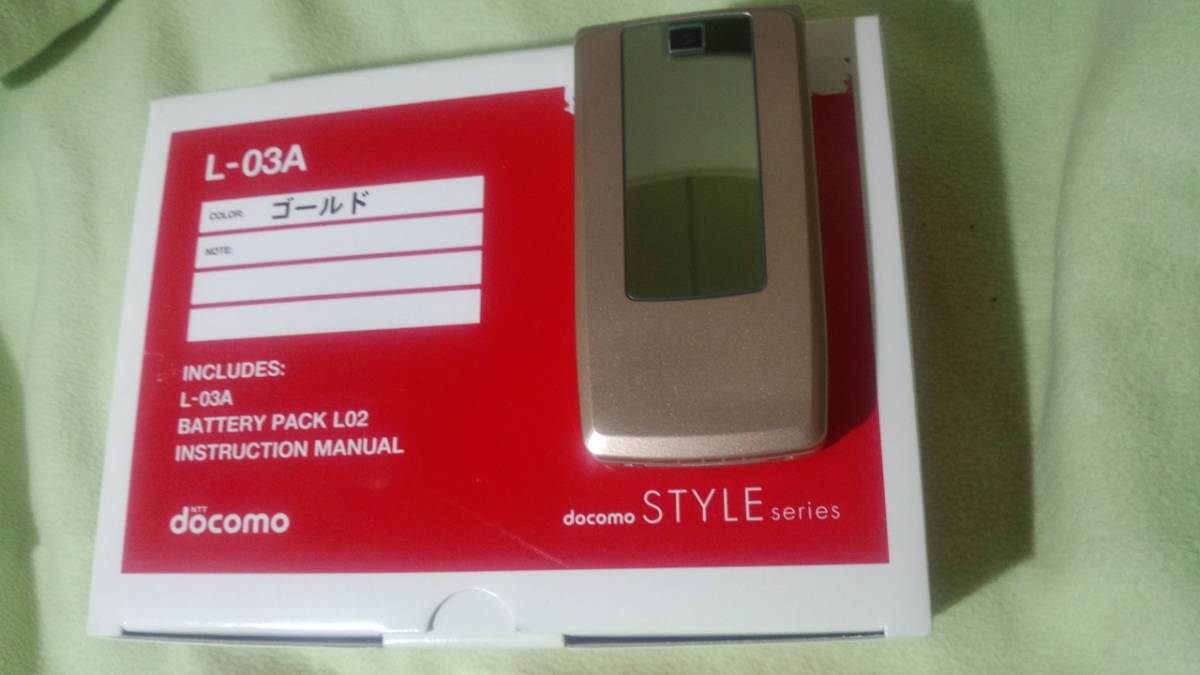 L-03A
COLOR: ゴールド
NOTE:
INCLUDES:
L-03A
BATTERY PACK L02
INSTRUCTION MANUAL
NTT
docomo
docomo STYLE series